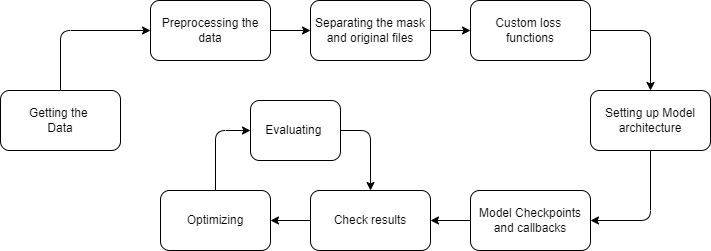 Getting the
Data
Preprocessing the
data
Separating the mask
and original files
Custom loss
functions
Setting up Model
architecture
Model Checkpoints
and callbacks
Check results
Optimizing
Evaluating